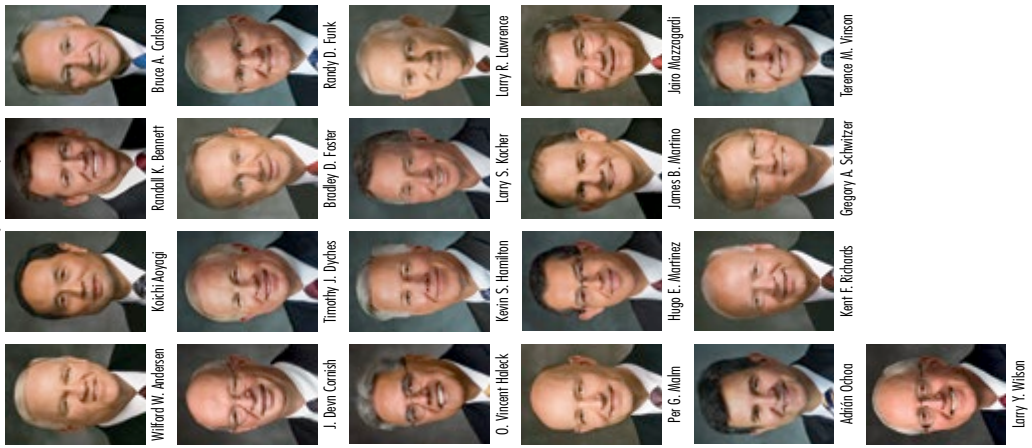 Wilford W. Andersen
Koichi Aoyagi
Randall K. Bennett
Bruce A. Carlson
J. Devn Cornish
Timothy J. Dyches
Bradley D. Foster
Randy D. Funk
O. Vincent Haleck
Kevin S. Hamilton
Larry S. Kacher
Larry R. Lawrence
Per G. Malm
Hugo E. Martinez
James B. Martino
Jairo Mazzagardi
Adrián Ochoa
Kent F. Richards
Gregory A. Schwitzer
Terence M. Vinson
Larry Y. Wilson